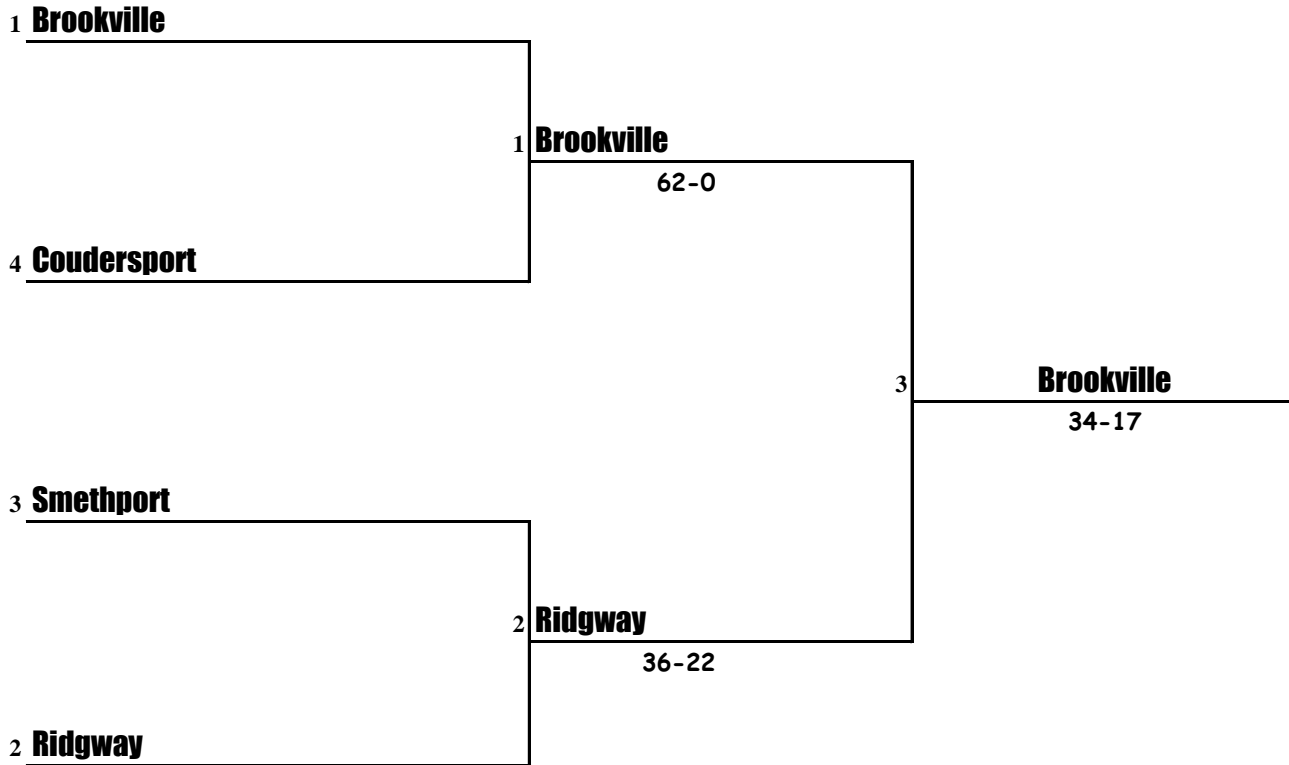 1 Brookville
1 Brookville
62-0
4 Coudersport
3 Brookville
34-17
3 Smethport
2 Ridgway
36-22
2 Ridgway